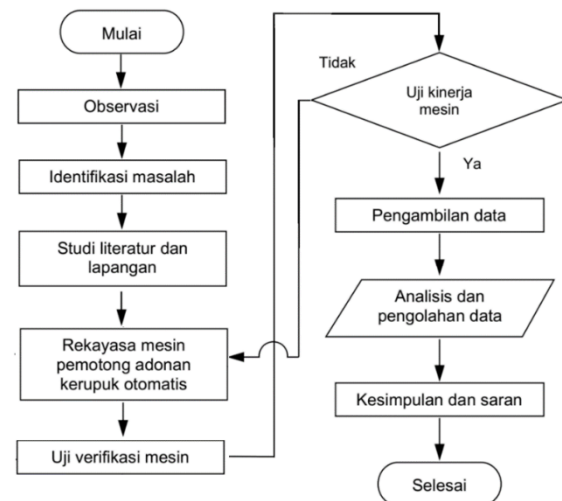 Mulai
Observasi
Identifikasi masalah
Studi literatur dan
lapangan
Rekayasa mesin
pemotong adonan
kerupuk otomatis
Uji verifikasi mesin
Tidak
Uji kinerja
mesin
Ya
Pengambilan data
Analisis dan
pengolahan data
Kesimpulan dan saran
Selesai